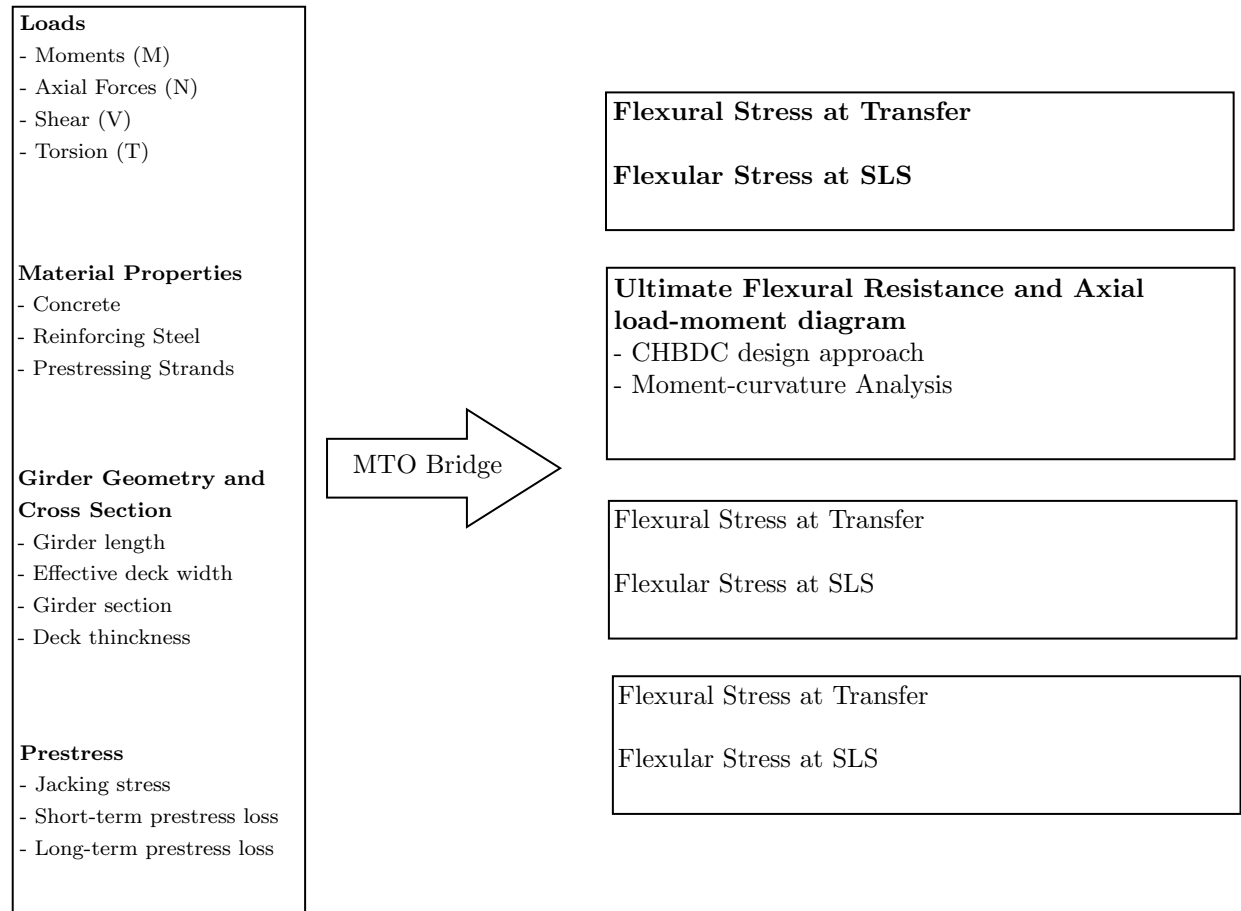 Loads
- Moments (M)
- Axial Forces (N)
- Shear (V)
- Torsion (T)
Material Properties
- Concrete
- Reinforcing Steel
- Prestressing Strands
Girder Geometry and
Cross Section
- Girder length
- Effective deck width
- Girder section
- Deck thinckness
Prestress
- Jacking stress
- Short-term prestress loss
- Long-term prestress loss
MTO Bridge
Flexural Stress at Transfer
Flexular Stress at SLS
Ultimate Flexural Resistance and Axial
load-moment diagram
- CHBDC design approach
- Moment-curvature Analysis
Flexural Stress at Transfer
Flexular Stress at SLS
Flexural Stress at Transfer
Flexular Stress at SLS